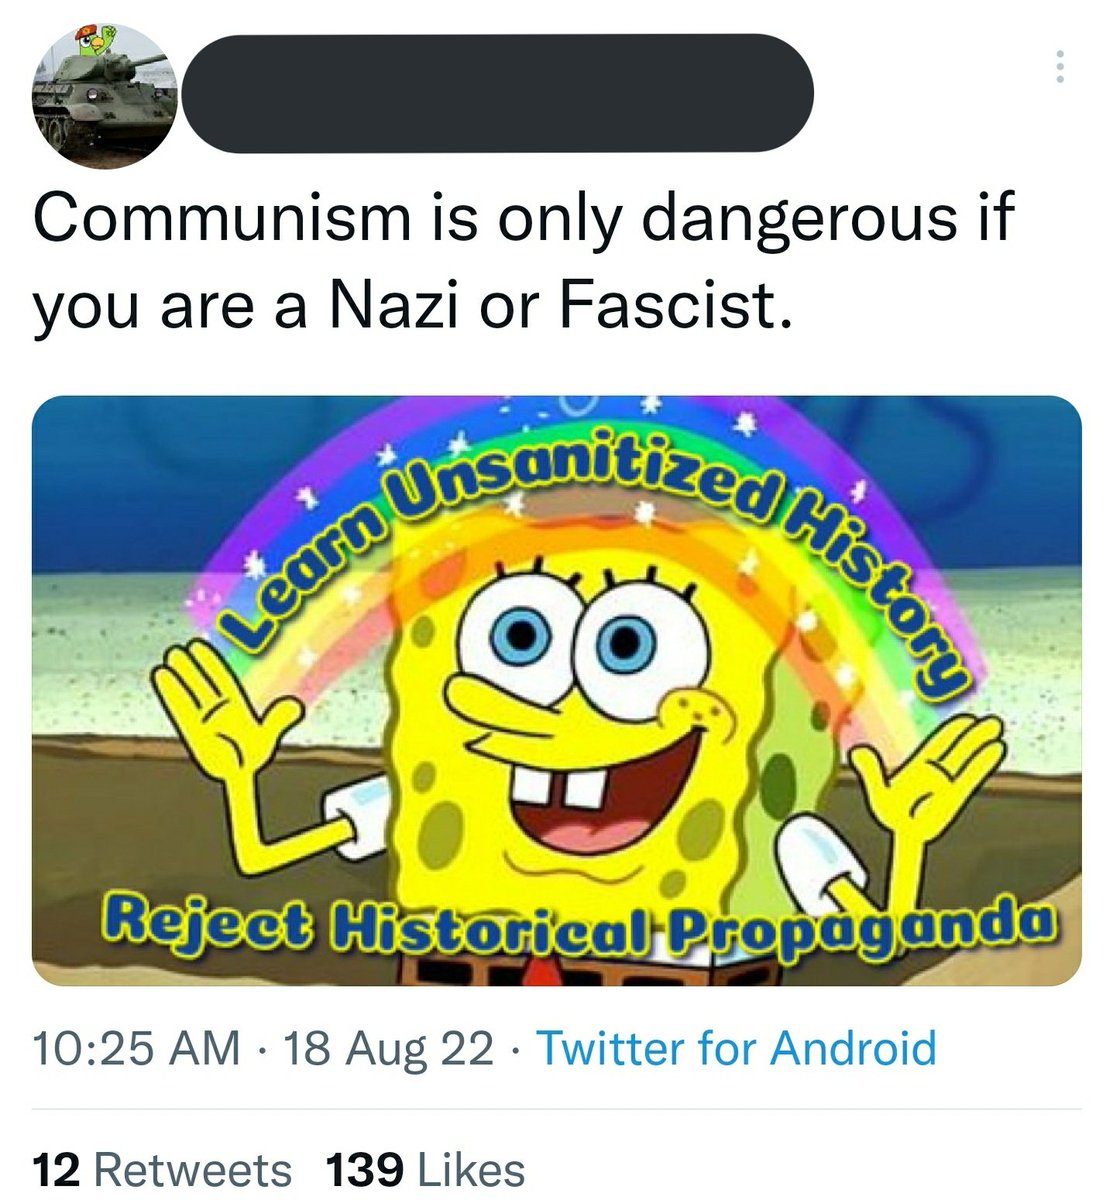 Communism is only dangerous if
you are a Nazi or Fascist.
Learn Unsanitized History
Reject Historical Propaganda
10:25 AM · 18 Aug 22 · Twitter for Android
12 Retweets 139 Likes